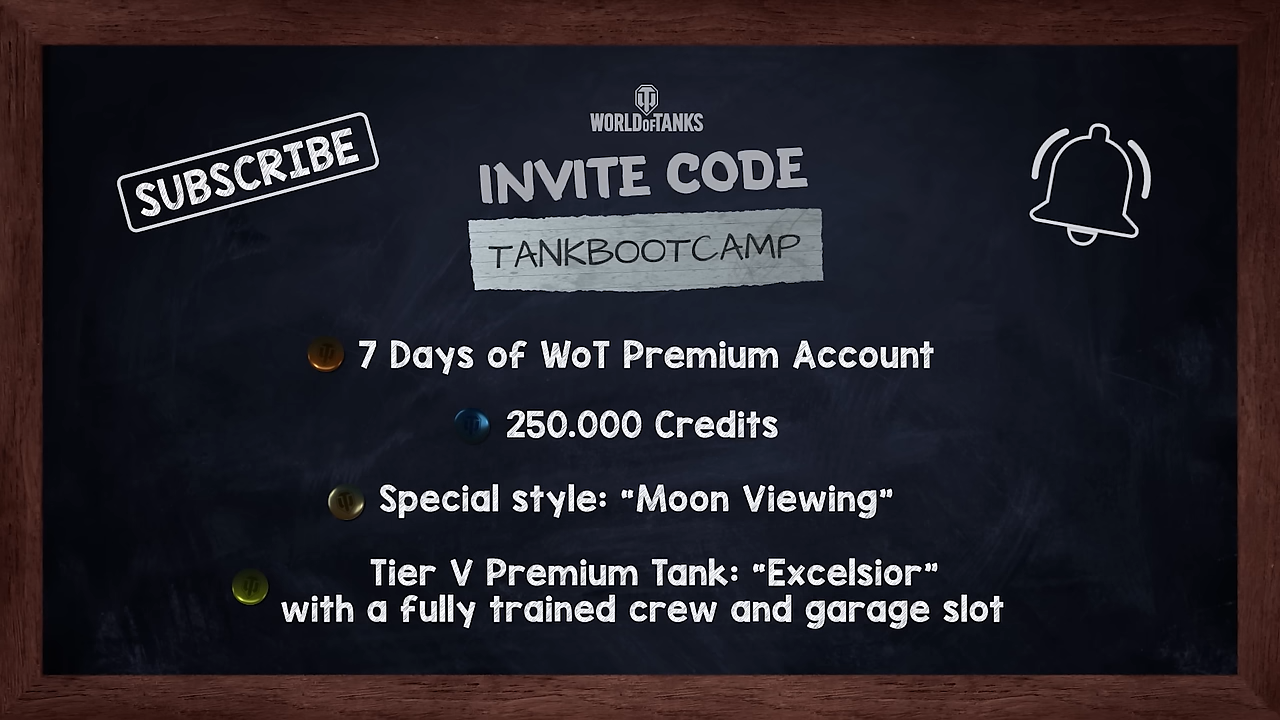 WORLD OF TANKS
SUBSCRIBE
INVITE CODE
TANKBOOTCAMP
7 Days of WoT Premium Account
250.000 Credits
Special style: "Moon Viewing"
Tier V Premium Tank: "Excelsior"
with a fully trained crew and garage slot